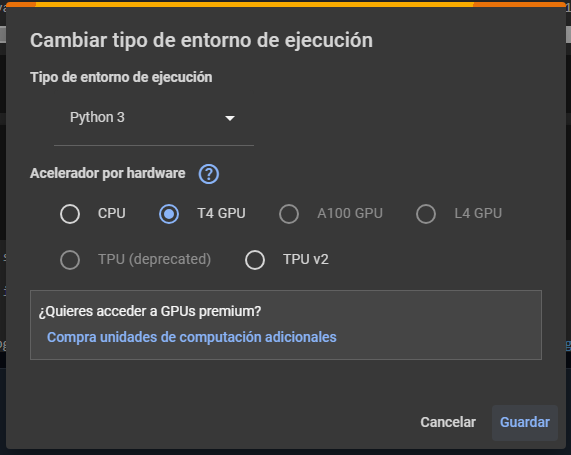 Cambiar tipo de entorno de ejecución
Tipo de entorno de ejecución
Python 3
Acelerador por hardware ?
CPU T4 GPU A100 GPU L4 GPU
TPU (deprecated) TPU v2
¿Quieres acceder a GPUs premium?
Compra unidades de computación adicionales
Cancelar Guardar